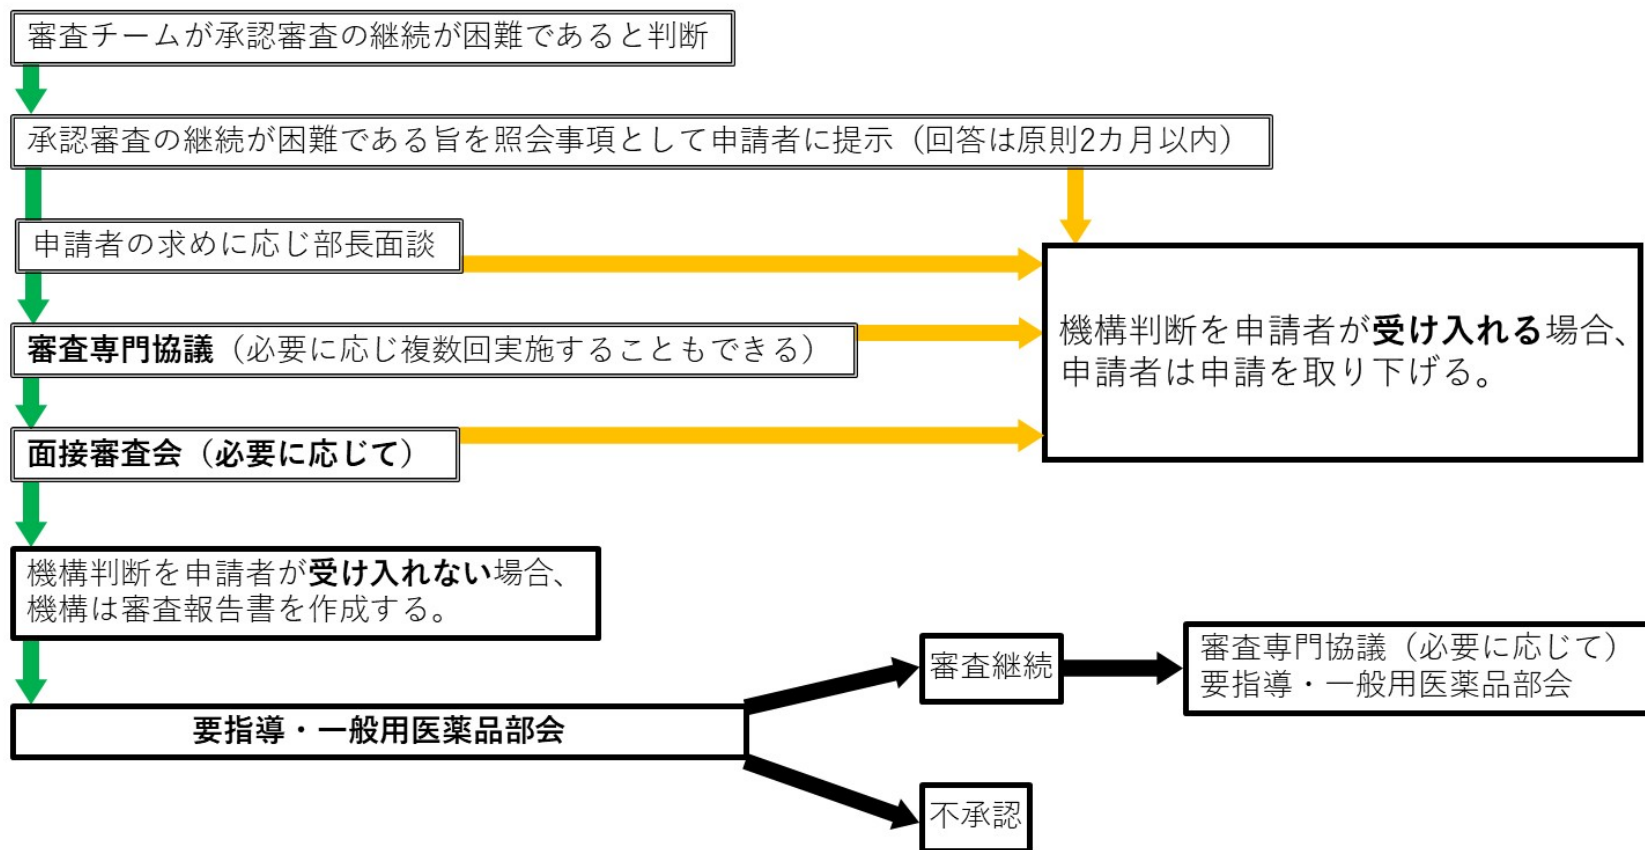 審査チームが承認審査の継続が困難であると判断
承認審査の継続が困難である旨を照会事項として申請者に提示（回答は原則2カ月以内）
申請者の求めに応じ部長面談
審査専門協議（必要に応じ複数回実施することもできる）
面接審査会（必要に応じて）
機構判断を申請者が受け入れる場合、
申請者は申請を取り下げる。
機構判断を申請者が受け入れない場合、
機構は審査報告書を作成する。
要指導・一般用医薬品部会
審査継続
審査専門協議（必要に応じて）
要指導・一般用医薬品部会
不承認